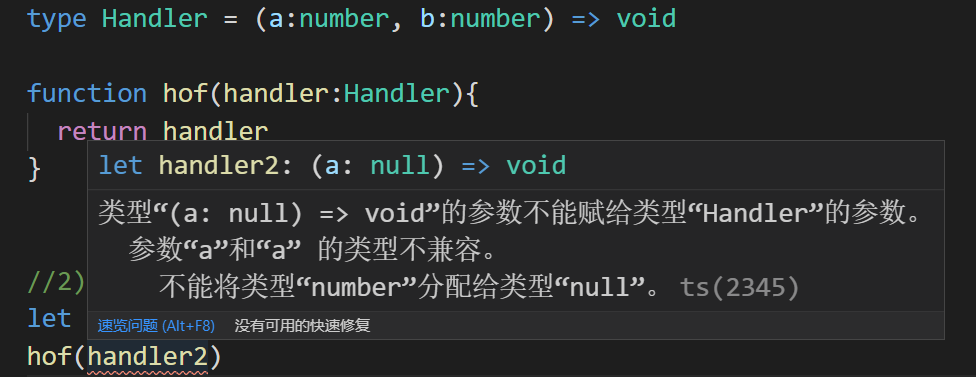 type Handler = (a:number, b:number) => void
function hof(handler:Handler){
return handler
}
let handler2: (a: null) => void
类型“(a: null) => void”的参数不能赋给类型“Handler”的参数。
参数“a”和“a” 的类型不兼容。
不能将类型“number”分配给类型“null”。 ts(2345)
速览问题 (Alt+F8) 没有可用的快速修复
//2)
let
hof(handler2)